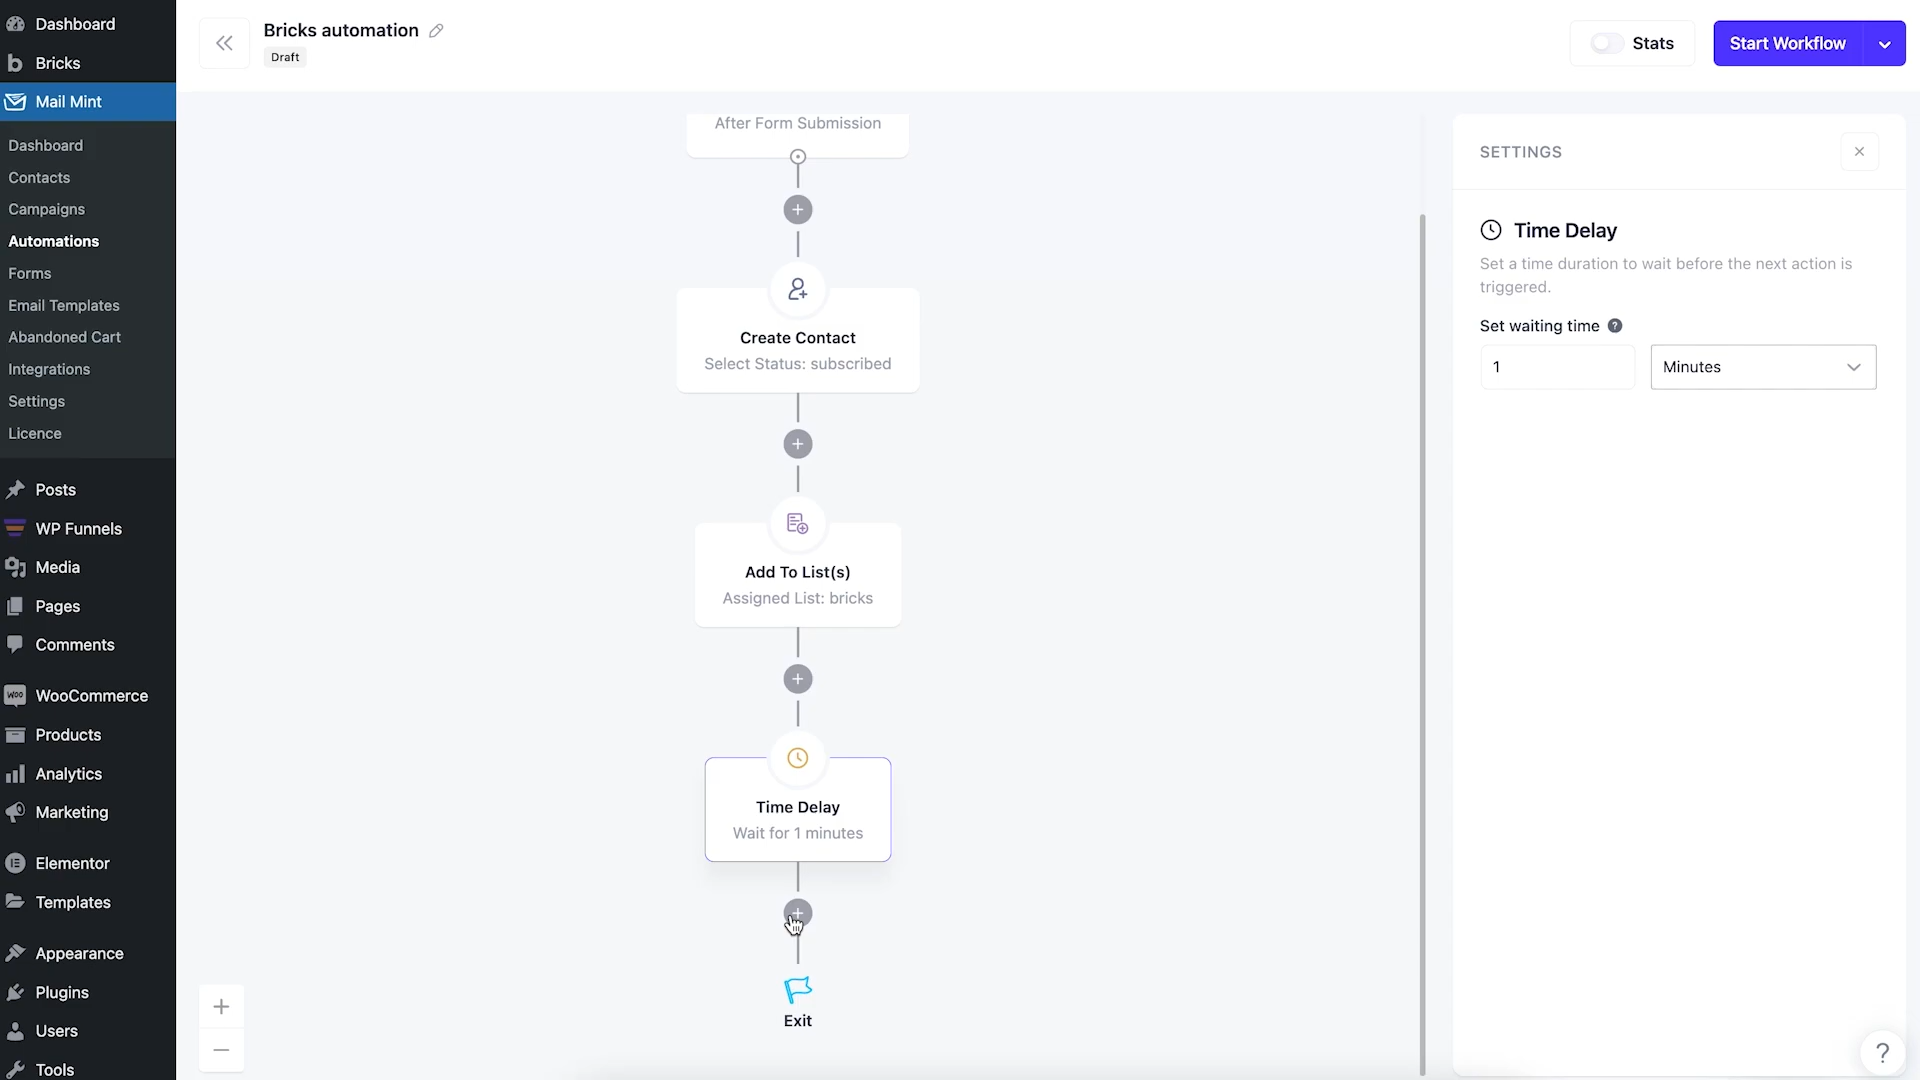 Dashboard
Bricks
Mail Mint
Dashboard
Contacts
Campaigns
Automations
Forms
Email Templates
Abandoned Cart
Integrations
Settings
Licence
Posts
WP Funnels
Media
Pages
Comments
WooCommerce
Products
Analytics
Marketing
Elementor
Templates
Appearance
Plugins
Users
Tools
Bricks automation
Draft
Stats
Start Workflow
After Form Submission
Create Contact
Select Status: subscribed
Add To List(s)
Assigned List: bricks
Time Delay
Wait for 1 minutes
Exit
SETTINGS
Time Delay
Set a time duration to wait before the next action is
triggered.
Set waiting time ?
1 Minutes
?